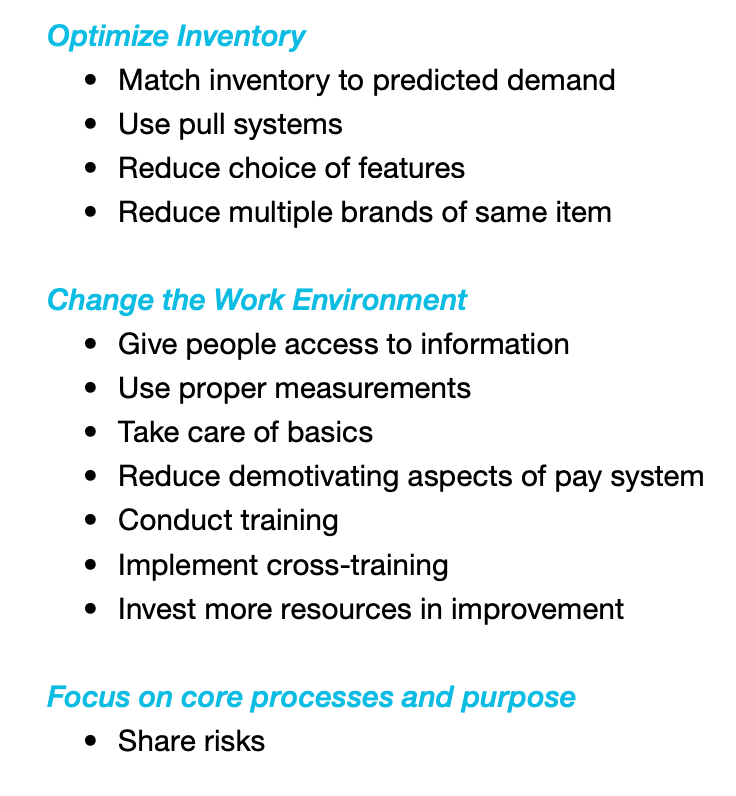 Optimize Inventory
• Match inventory to predicted demand
• Use pull systems
• Reduce choice of features
• Reduce multiple brands of same item
Change the Work Environment
• Give people access to information
• Use proper measurements
• Take care of basics
• Reduce demotivating aspects of pay system
• Conduct training
• Implement cross-training
• Invest more resources in improvement
Focus on core processes and purpose
• Share risks